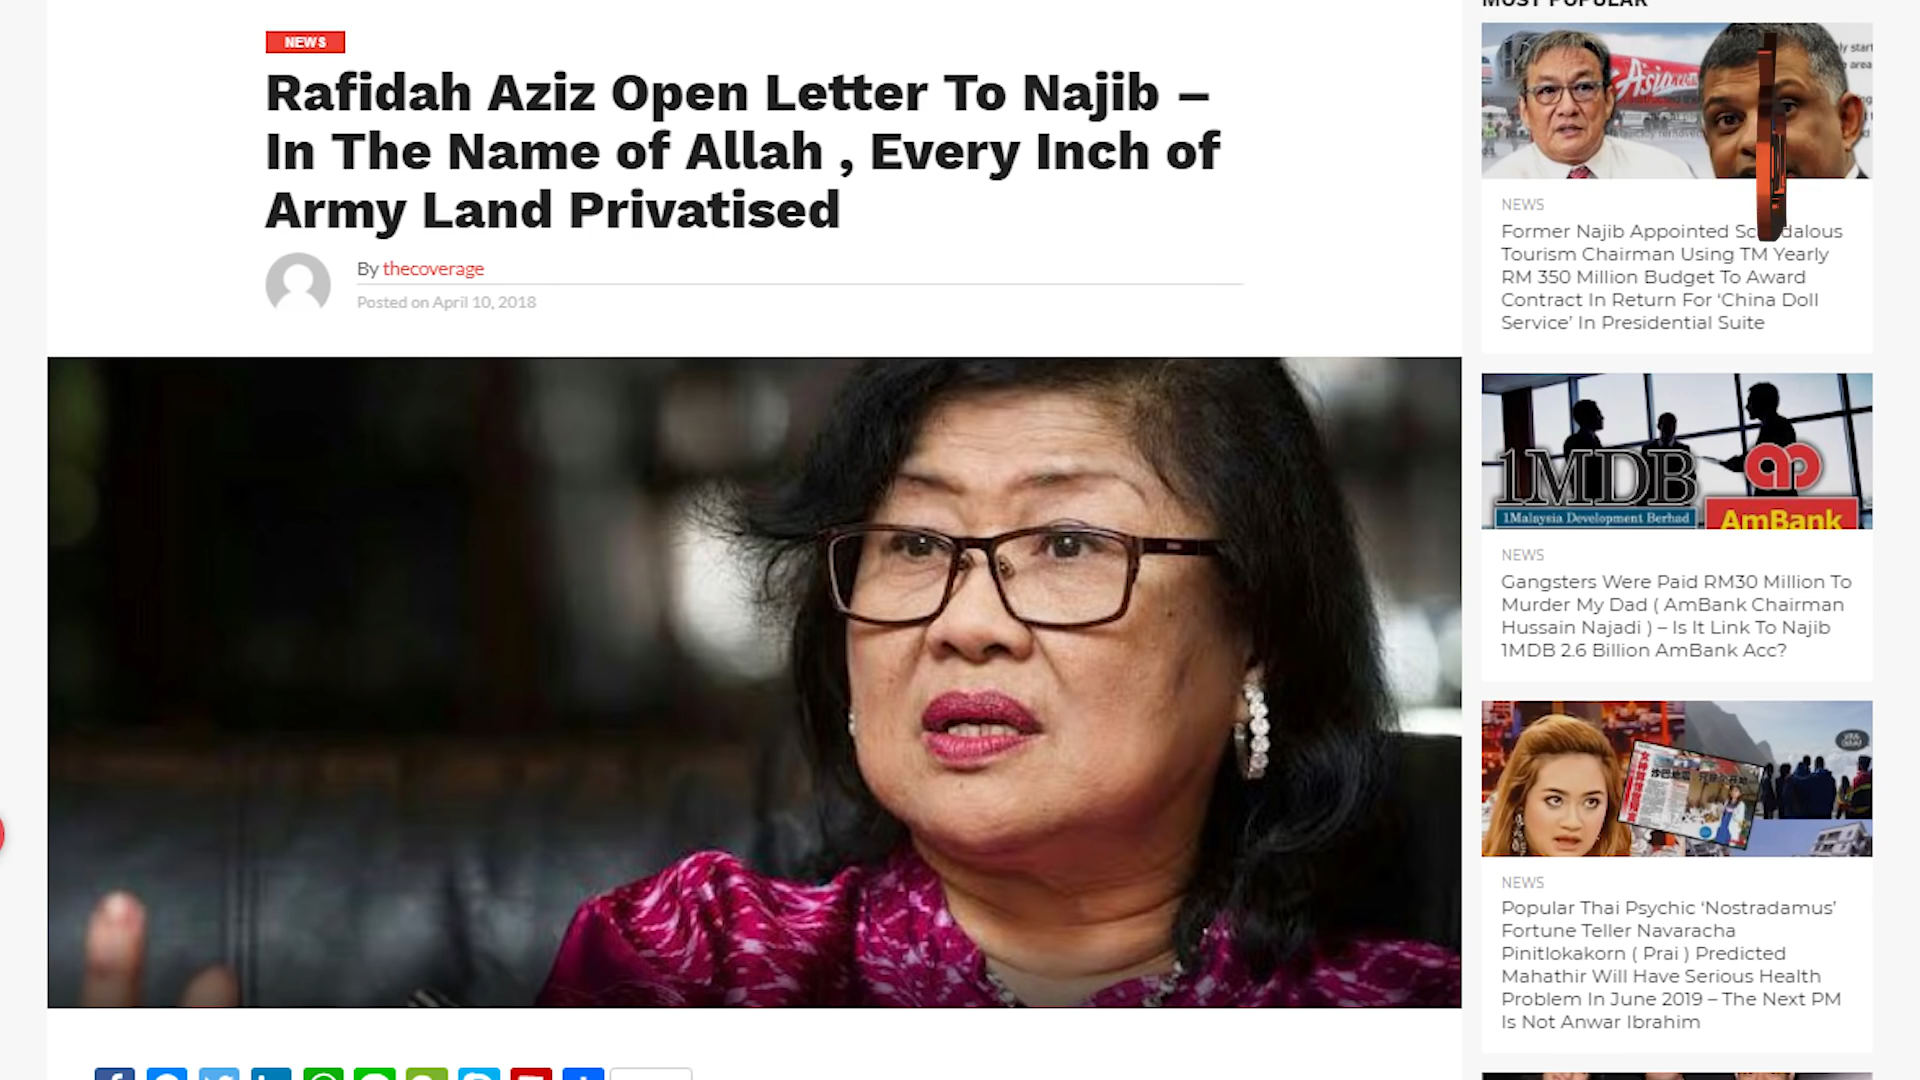 MOST POPULAR
NEWS
Rafidah Aziz Open Letter To Najib –
In The Name of Allah , Every Inch of
Army Land Privatised
By thecoverage
Posted on April 10, 2018
NEWS
Former Najib Appointed
Tourism Chairman Using TM Yearly
RM 350 Million Budget To Award
Contract In Return For ‘China Doll
Service’ In Presidential Suite
1MDB
1Malaysia Development Berhad
AmBank
NEWS
Gangsters Were Paid RM30 Million To
Murder My Dad ( AmBank Chairman
Hussain Najadi ) – Is It Link To Najib
1MDB 2.6 Billion AmBank Acc?
NEWS
Popular Thai Psychic ‘Nostradamus’
Fortune Teller Navaracha
Pinitlokakorn ( Prai ) Predicted
Mahathir Will Have Serious Health
Problem In June 2019 – The Next PM
Is Not Anwar Ibrahim